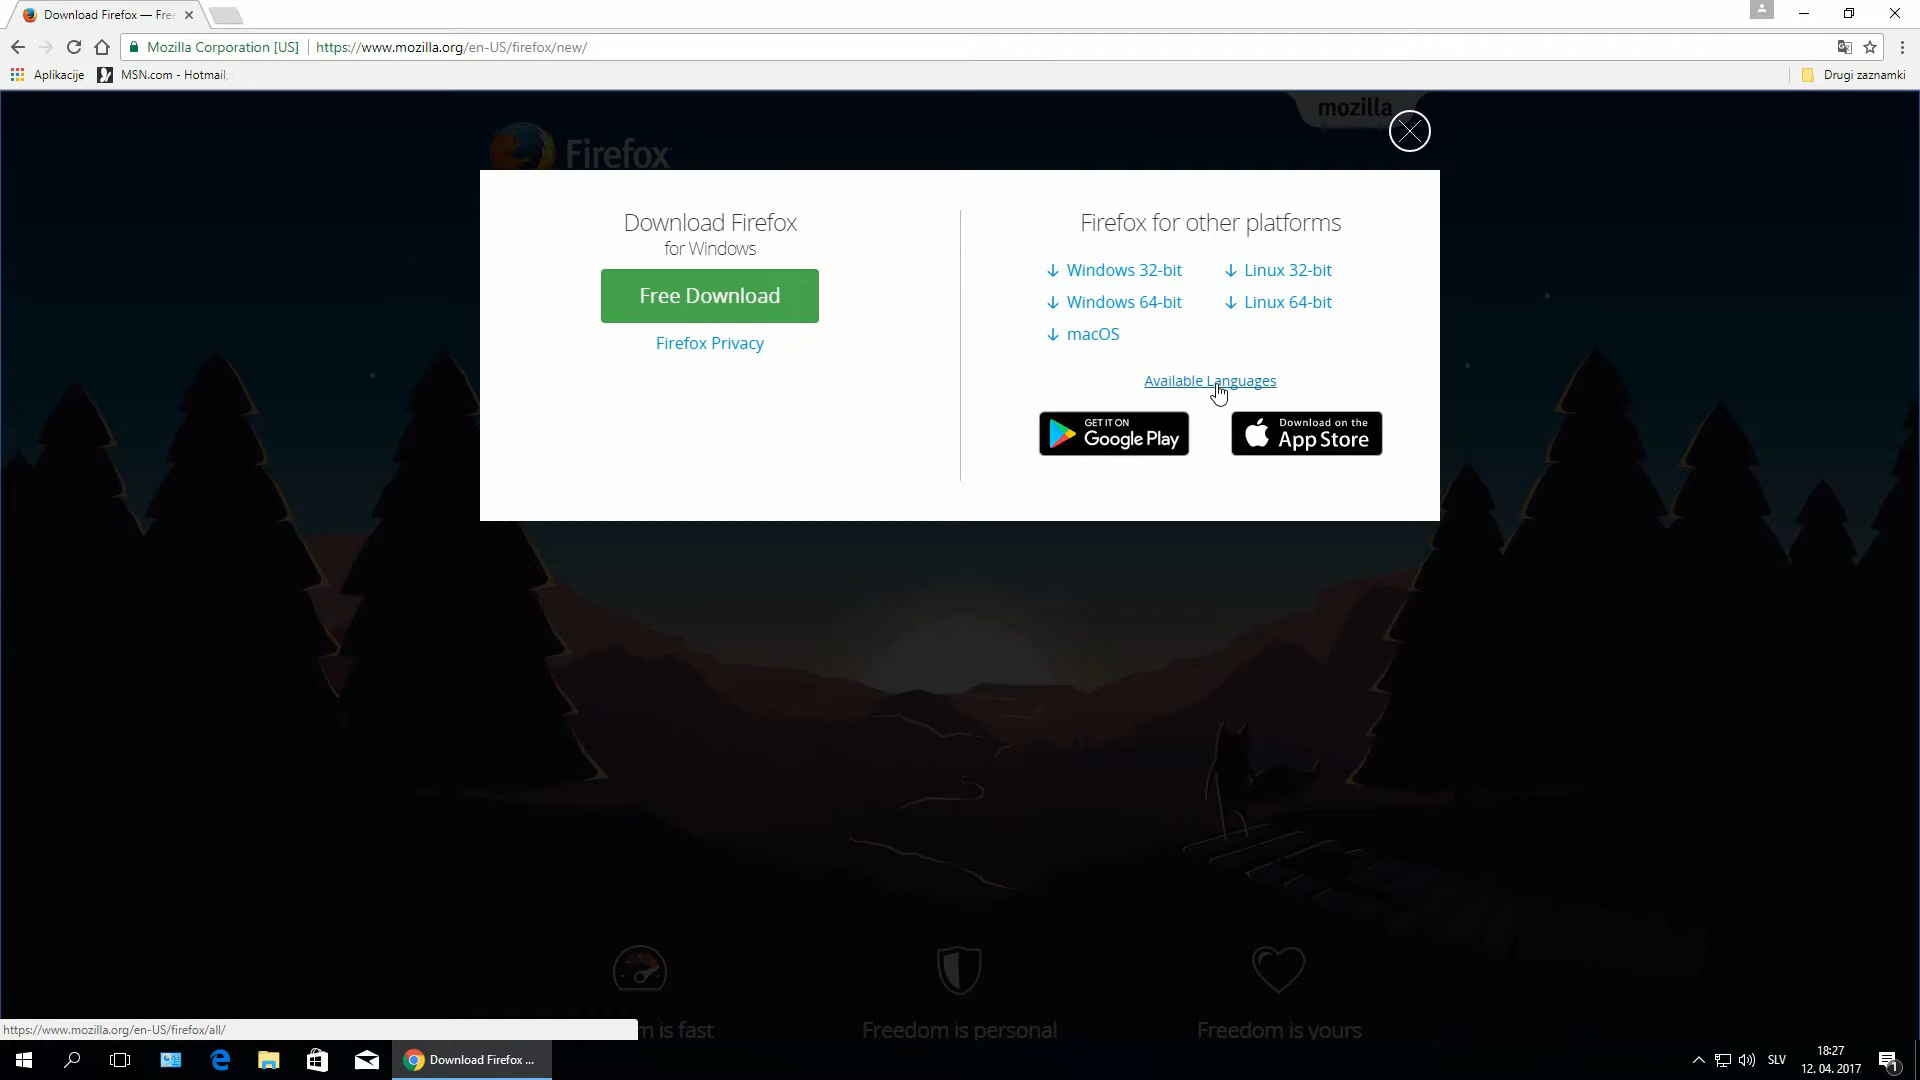 Download Firefox — Fre
Mozilla Corporation [US]
https://www.mozilla.org/en-US/firefox/new/
Aplikacije
MSN.com - Hotmail,
Drugi zaznamki
mozilla
Firefox
Download Firefox
for Windows
Free Download
Firefox Privacy
Firefox for other platforms
Windows 32-bit
Linux 32-bit
Windows 64-bit
Linux 64-bit
macOS
Available Languages
GET IT ON
Google Play
Download on the
App Store
m is fast
Freedom is personal
Freedom is yours
https://www.mozilla.org/en-US/firefox/all/
Download Firefox ...
SLV
18:27
12. 04. 2017
1